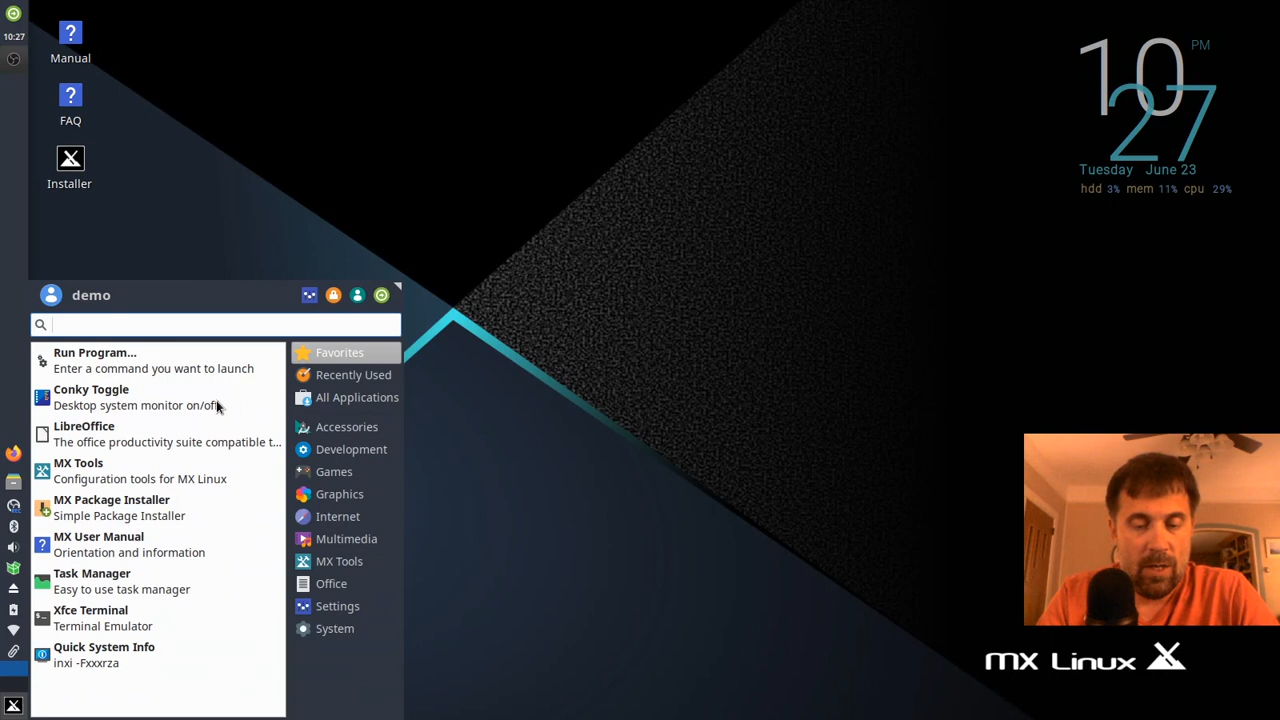 10:27
Manual
FAQ
Installer
10
PM
27
Tuesday June 23
hdd 3% mem 11% cpu 29%
demo
Run Program...
Enter a command you want to launch
Conky Toggle
Desktop system monitor on/off
LibreOffice
The office productivity suite compatible t...
MX Tools
Configuration tools for MX Linux
MX Package Installer
Simple Package Installer
MX User Manual
Orientation and information
Task Manager
Easy to use task manager
Xfce Terminal
Terminal Emulator
Quick System Info
inxi -Fxxxrza
Favorites
Recently Used
All Applications
Accessories
Development
Games
Graphics
Internet
Multimedia
MX Tools
Office
Settings
System
MX Linux